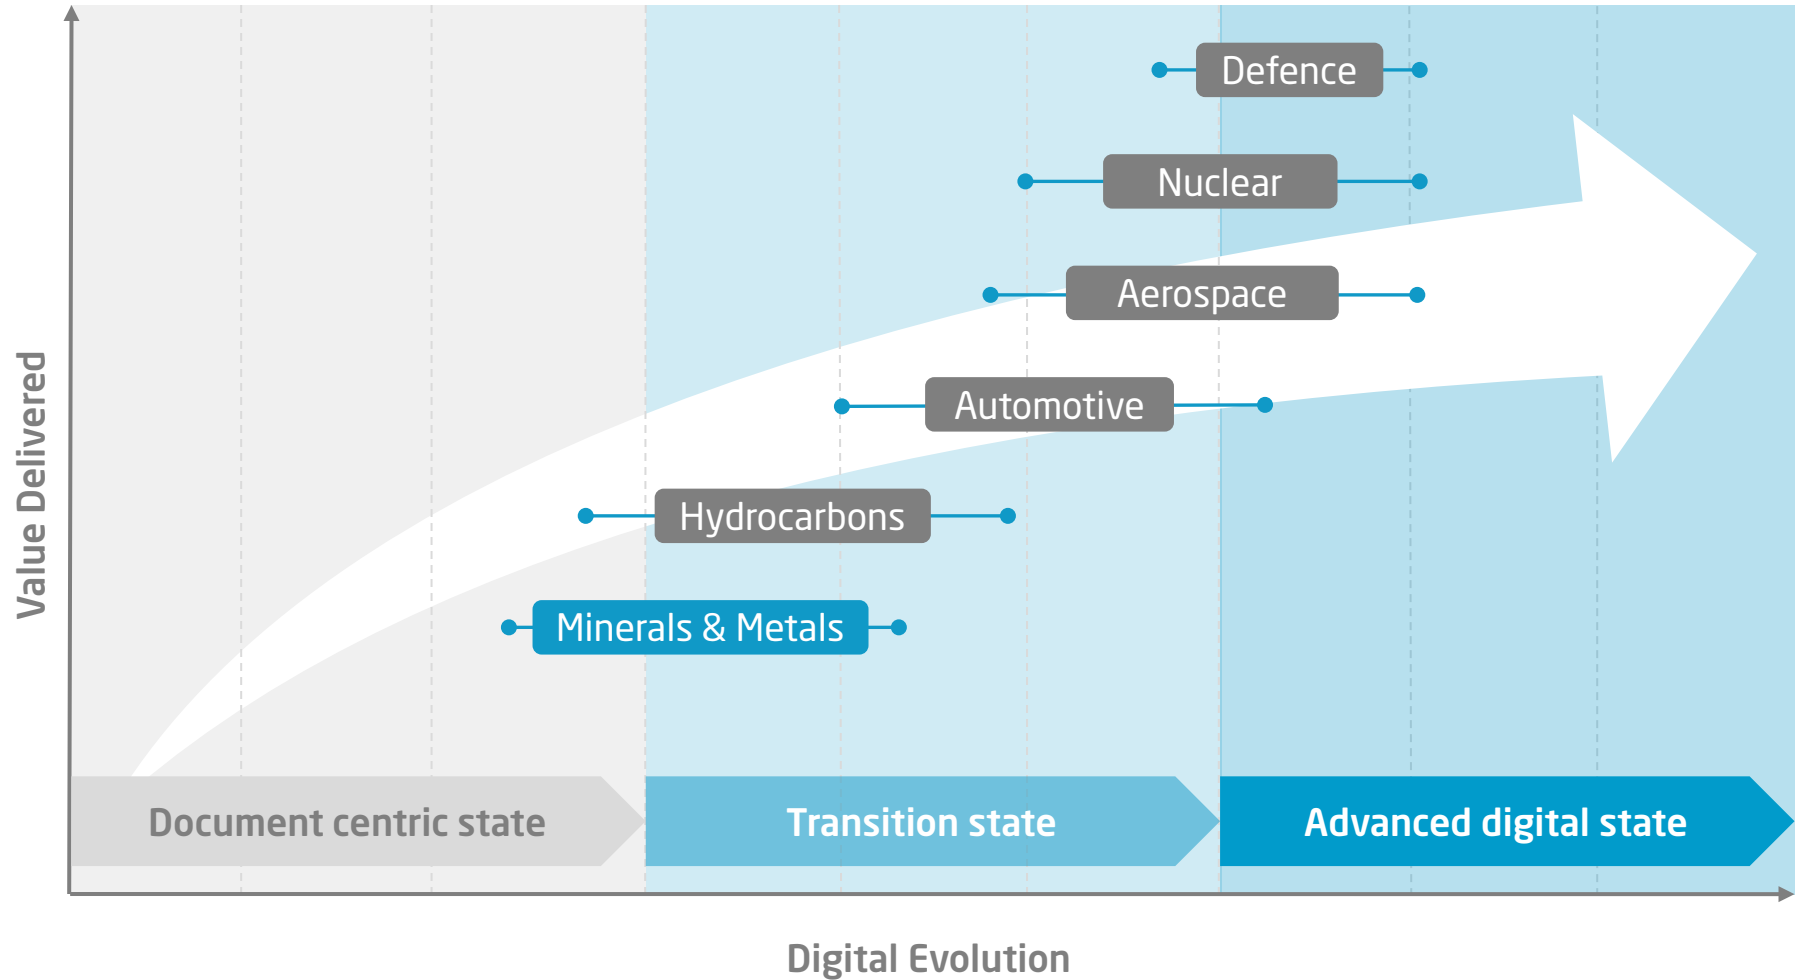 Defence
Nuclear
Aerospace
Automotive
Hydrocarbons
Minerals & Metals
Value Delivered
Document centric state
Transition state
Advanced digital state
Digital Evolution